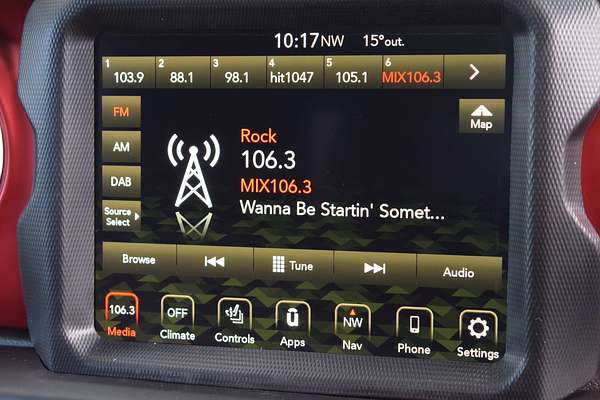 10:17 NW 15°out.
1 2 3 4 5 6
103.9 88.1 98.1 hit1047 105.1 MIX106.3
FM
Map
AM
Rock
106.3
DAB
MIX106.3
Source
Select
Wanna Be Startin' Somet...
Browse Tune Audio
106.3 OFF NW
Media Climate Controls Apps Nav Phone Settings